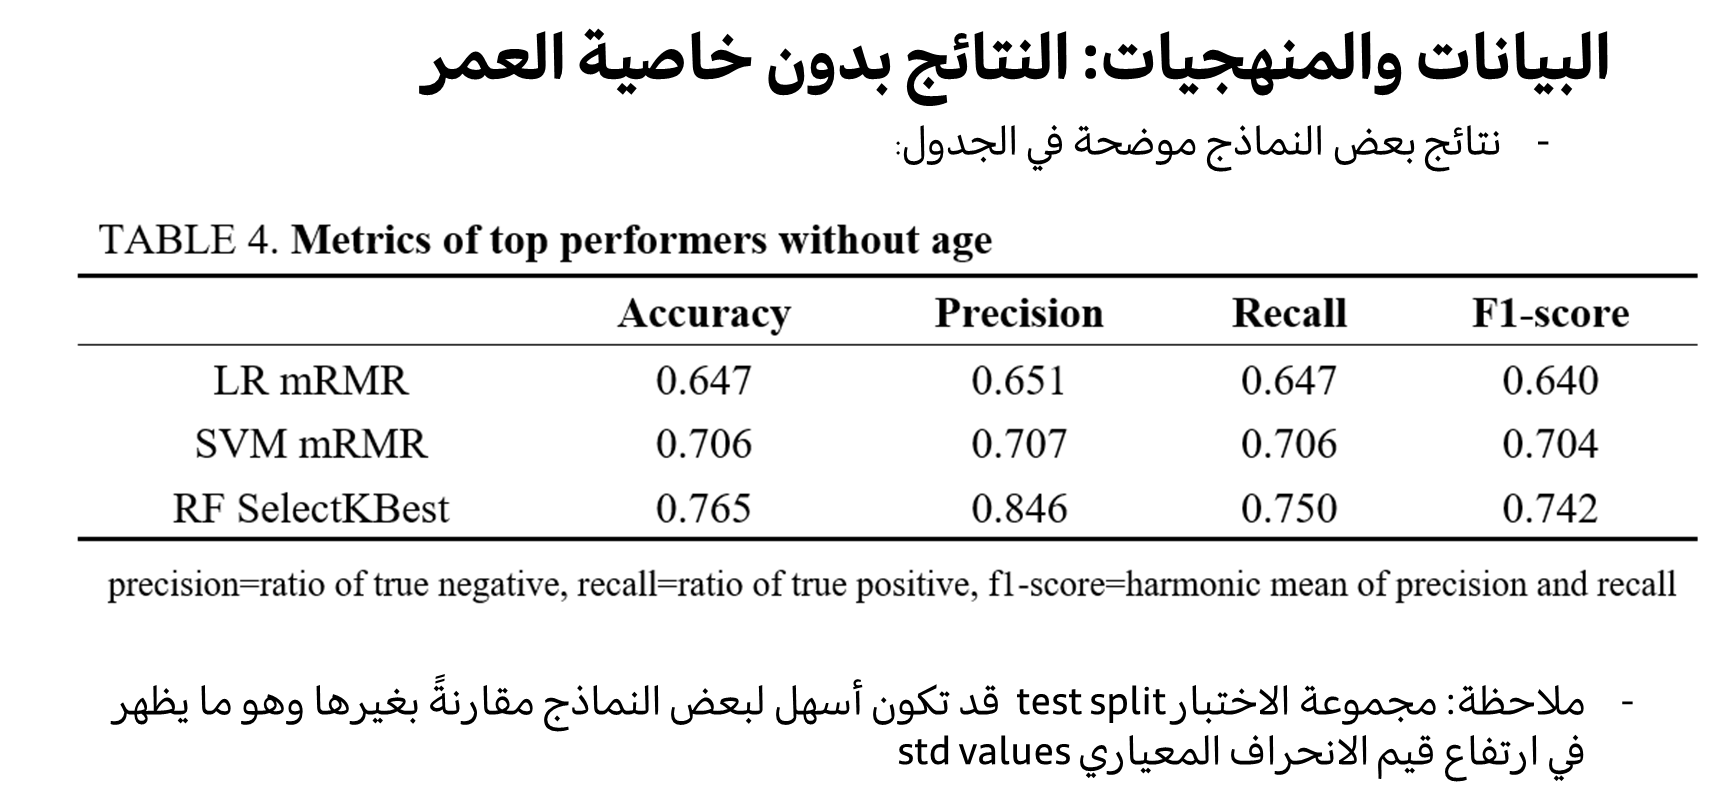 البيانات والمنهجيات: النتائج بدون خاصية العمر
- نتائج بعض النماذج موضحة في الجدول:
TABLE 4. Metrics of top performers without age
Accuracy Precision Recall F1-score
LR mRMR 0.647 0.651 0.647 0.640
SVM mRMR 0.706 0.707 0.706 0.704
RF SelectKBest 0.765 0.846 0.750 0.742
precision=ratio of true negative, recall=ratio of true positive, f1-score=harmonic mean of precision and recall
- ملاحظة: مجموعة الاختبار test split قد تكون أسهل لبعض النماذج مقارنةً بغيرها وهو ما يظهر
في ارتفاع قيم الانحراف المعياري std values